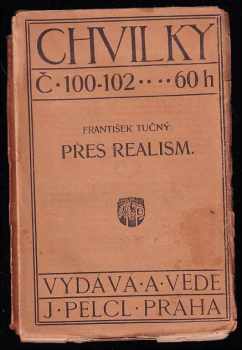 CHVILKY
Č·100-102····60 h
FRANTIŠEK TUČNÝ:
PŘES REALISM.
VYDÁVÁ·A·VEDE
J·PELCL·PRAHA